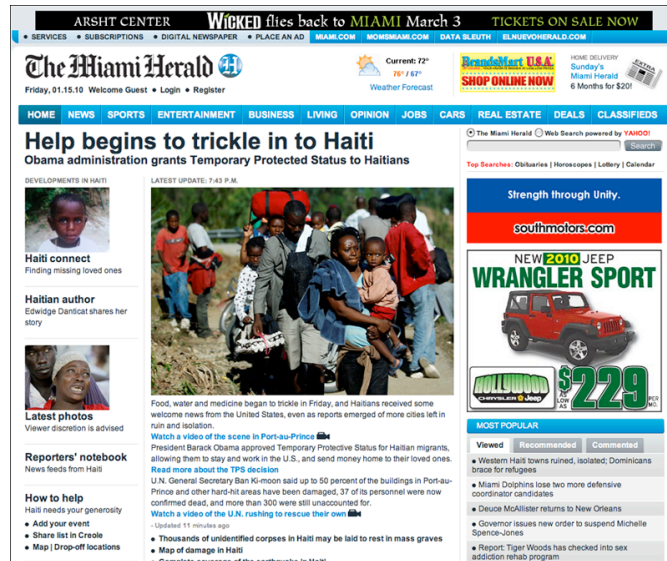 ARSHT CENTER WICKED flies back to MIAMI March 3 TICKETS ON SALE NOW
• SERVICES • SUBSCRIPTIONS • DIGITAL NEWSPAPER • PLACE AN AD MIAMI.COM MOMSMIAMI.COM DATA SLEUTH ELNUEVOHERALD.COM
The Miami Herald
Friday, 01.15.10 Welcome Guest • Login • Register
Current: 72°
76° / 67°
Weather Forecast
BrandsMart U.S.A.
SHOP ONLINE NOW
HOME DELIVERY
Sunday's
Miami Herald
6 Months for $20!
EXTRA
HOME NEWS SPORTS ENTERTAINMENT BUSINESS LIVING OPINION JOBS CARS REAL ESTATE DEALS CLASSIFIEDS
Help begins to trickle in to Haiti
Obama administration grants Temporary Protected Status to Haitians
DEVELOPMENTS IN HAITI
Haiti connect
Finding missing loved ones
Haitian author
Edwidge Danticat shares her
story
Latest photos
Viewer discretion is advised
Reporters' notebook
News feeds from Haiti
How to help
Haiti needs your generosity
• Add your event
• Share list in Creole
• Map | Drop-off locations
LATEST UPDATE: 7:43 P.M.
Food, water and medicine began to trickle in Friday, and Haitians received some
welcome news from the United States, even as reports emerged of more cities left in
ruin and isolation.
Watch a video of the scene in Port-au-Prince
President Barack Obama approved Temporary Protective Status for Haitian migrants,
allowing them to stay and work in the U.S., and send money home to their loved ones.
Read more about the TPS decision
U.N. General Secretary Ban Ki-moon said up to 50 percent of the buildings in Port-au-
Prince and other hard-hit areas have been damaged, 37 of its personnel were now
confirmed dead, and more than 300 were still unaccounted for.
Watch a video of the U.N. rushing to rescue their own
- Updated 11 minutes ago
• Thousands of unidentified corpses in Haiti may be laid to rest in mass graves
• Map of damage in Haiti
• Complete coverage of the earthquake in Haiti
The Miami Herald Web Search powered by YAHOO!
Search
Top Searches: Obituaries | Horoscopes | Lottery | Calendar
Strength through Unity.
southmotors.com
NEW 2010 JEEP
WRANGLER SPORT
HOLLYWOOD
CHRYSLER Jeep
AS LOW AS $229 PER MO.
MOST POPULAR
Viewed Recommended Commented
• Western Haiti towns ruined, isolated; Dominicans
brace for refugees
• Miami Dolphins lose two more defensive
coordinator candidates
• Deuce McAllister returns to New Orleans
• Governor issues new order to suspend Michelle
Spence-Jones
• Report: Tiger Woods has checked into sex
addiction rehab program